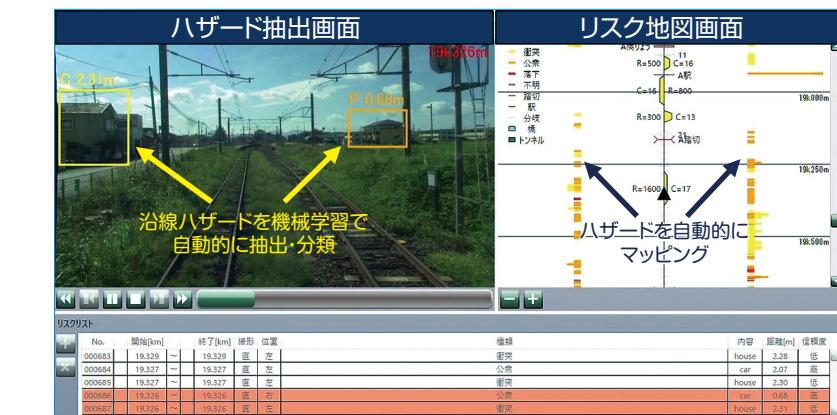 ハザード抽出画面
リスク地図画面
19k326m
C 2.31m
P 0.68m
沿線ハザードを機械学習で
自動的に抽出・分類
衝突
公衆
落下
不明
踏切
駅
分岐
橋
トンネル
11
R=500 C=16
A駅
C=16 R=800
19k000m
R=300 C=13
21
A踏切
19k250m
R=1600 C=17
ハザードを自動的に
マッピング
19k500m
リスクリスト
No. 開始[km] 終了[km] 線形 位置 種類 内容 距離[m] 信頼度
000683 19.329 ~ 19.329 直 左 衝突 house 2.28 低
000684 19.327 ~ 19.327 直 左 公衆 car 2.07 高
000685 19.327 ~ 19.327 直 左 衝突 house 2.30 低
000686 19.326 ~ 19.326 直 右 公衆 car 0.68 高
000687 19.326 ~ 19.326 直 左 衝突 house 2.31 低